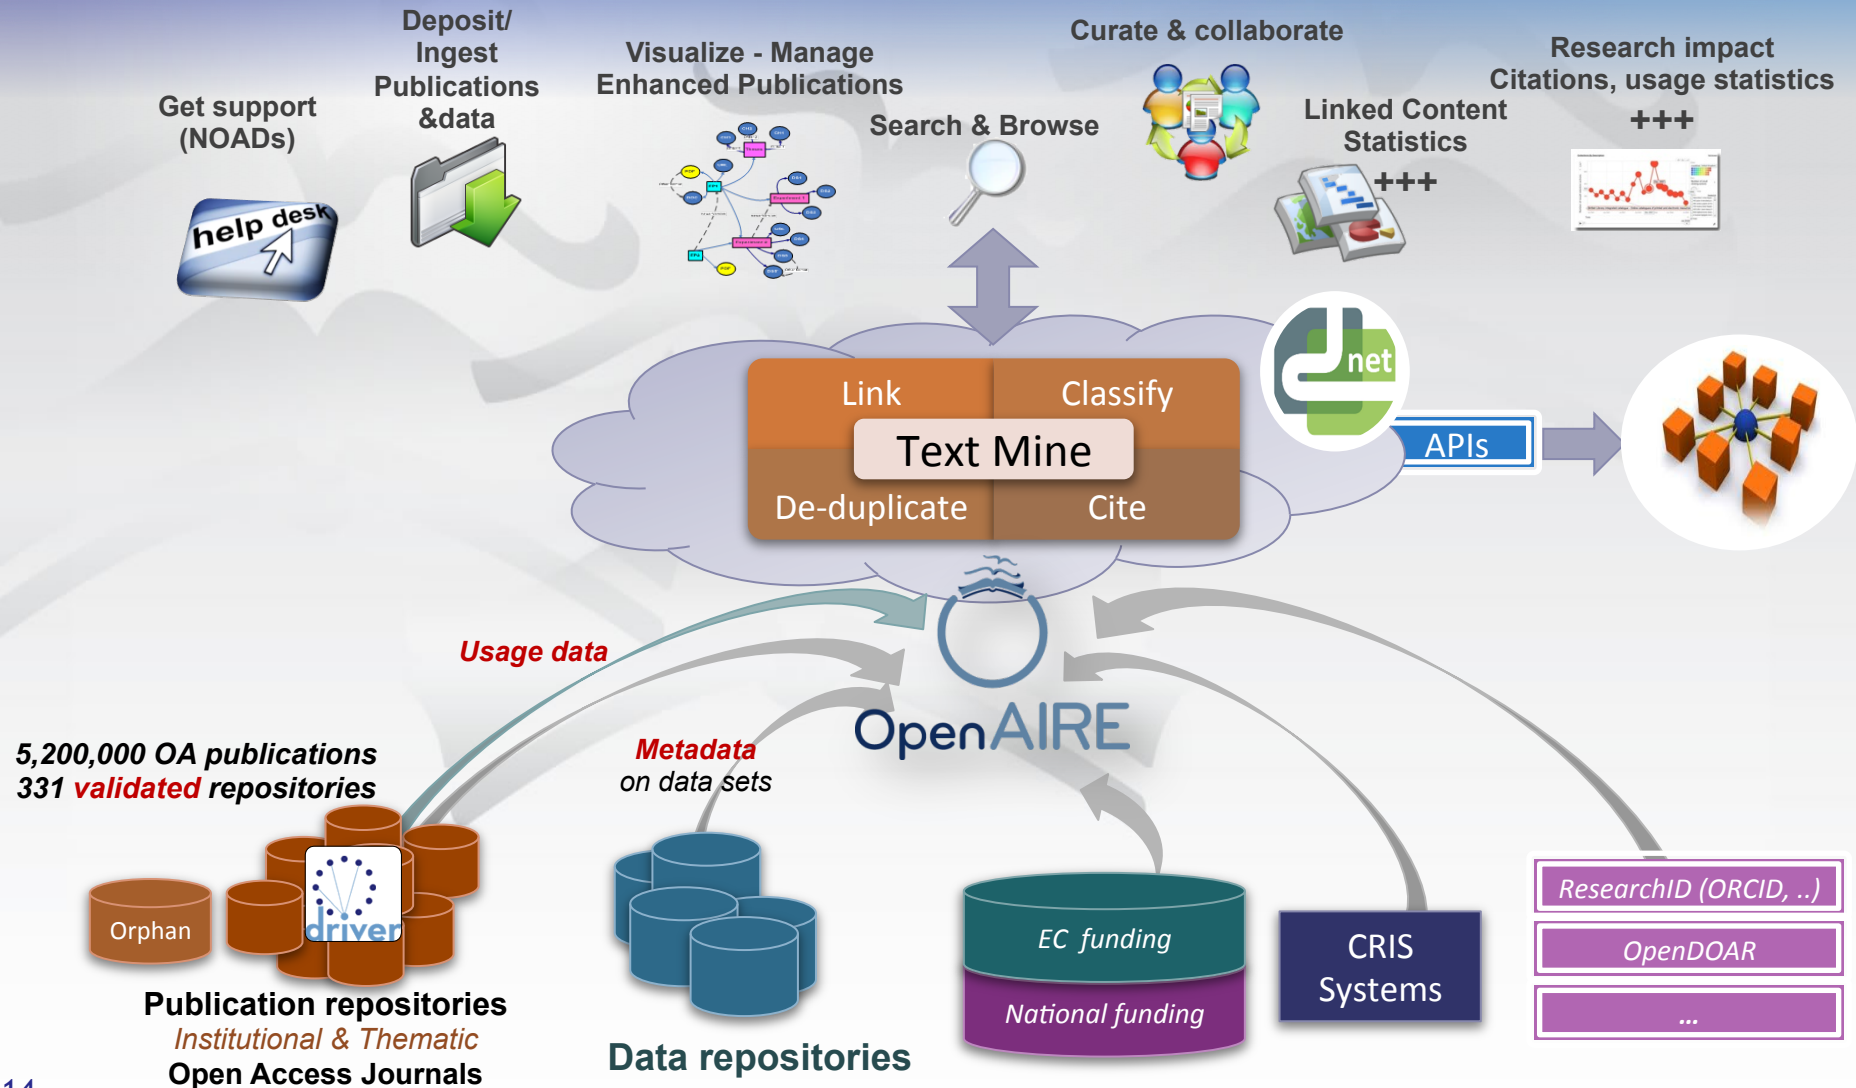 Deposit/
Ingest
Publications
&data
Visualize - Manage
Enhanced Publications
Curate & collaborate
Research impact
Citations, usage statistics
+++
Get support
(NOADs)
Search & Browse
Linked Content
Statistics
+++
help desk
net
Link
Classify
Text Mine
De-duplicate
Cite
APIs
Usage data
OpenAIRE
5,200,000 OA publications
331 validated repositories
Metadata
on data sets
Orphan
driver
EC funding
National funding
CRIS
Systems
ResearchID (ORCID, ..)
OpenDOAR
...
Publication repositories
Institutional & Thematic
Open Access Journals
Data repositories
14